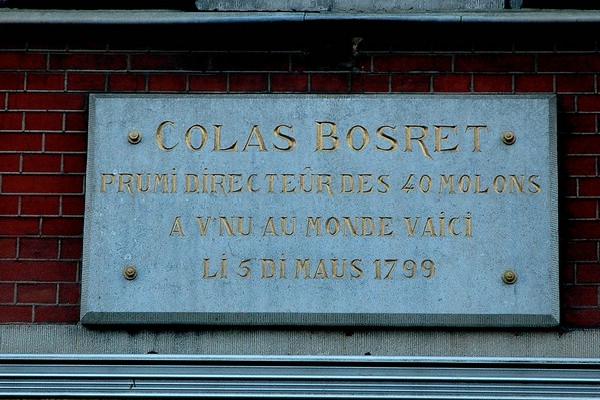 COLAS BOSRET
PRUMI DIRECTEÛR DES 40 MOLONS
A V'NU AU MONDE VAICI
LI 5 DI MAUS 1799